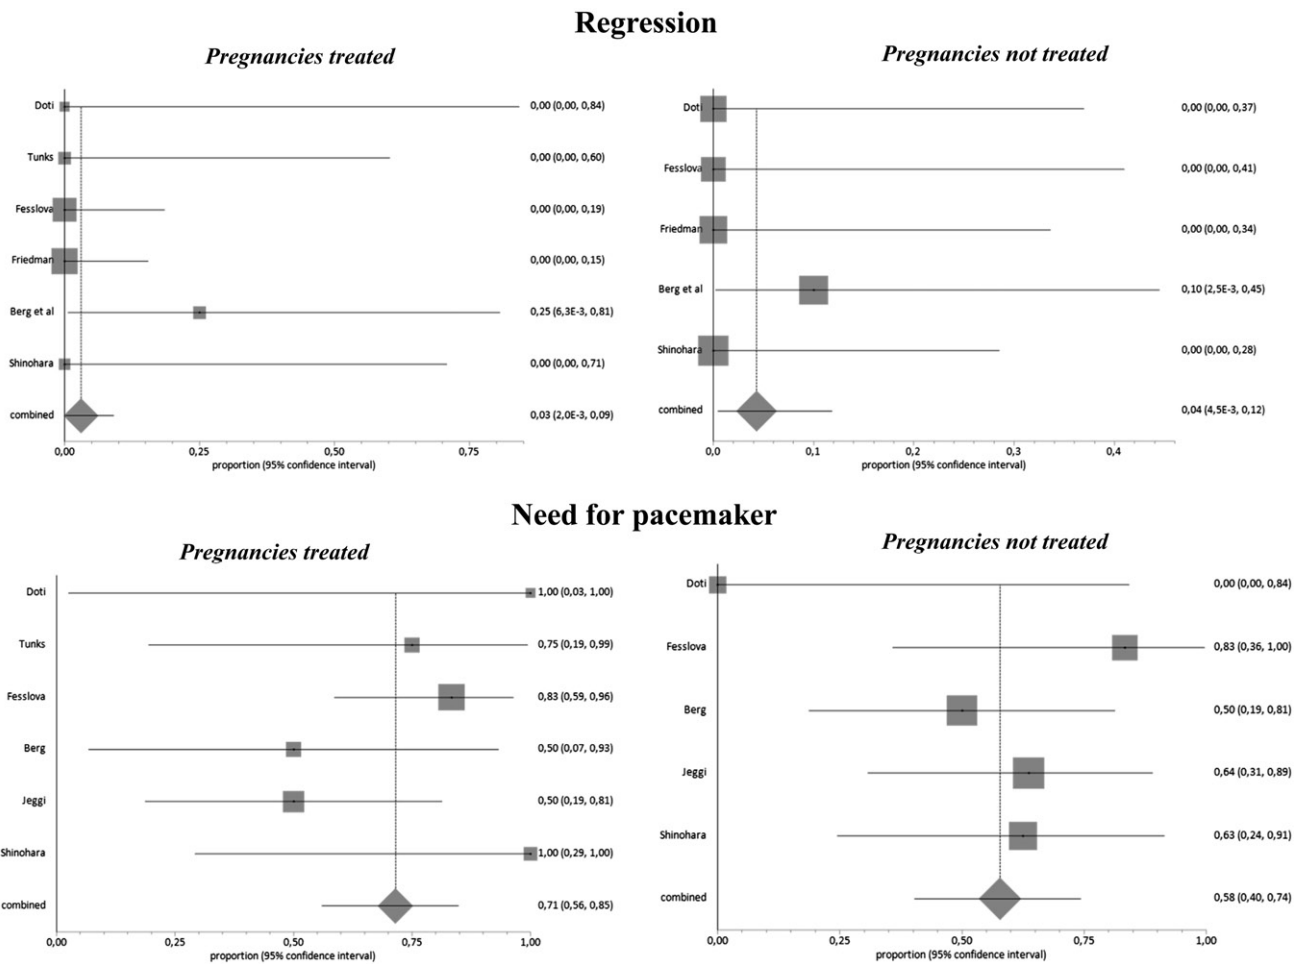 Regression
Pregnancies treated
Doti 0,00 (0,00, 0,84)
Tunks 0,00 (0,00, 0,60)
Fesslova 0,00 (0,00, 0,19)
Friedman 0,00 (0,00, 0,15)
Berg et al 0,25 (6,3E-3, 0,81)
Shinohara 0,00 (0,00, 0,71)
combined 0,03 (2,0E-3, 0,09)
0,00 0,25 0,50 0,75
proportion (95% confidence interval)
Pregnancies not treated
Doti 0,00 (0,00, 0,37)
Fesslova 0,00 (0,00, 0,41)
Friedman 0,00 (0,00, 0,34)
Berg et al 0,10 (2,5E-3, 0,45)
Shinohara 0,00 (0,00, 0,28)
combined 0,04 (4,5E-3, 0,12)
0,0 0,1 0,2 0,3 0,4
proportion (95% confidence interval)
Need for pacemaker
Pregnancies treated
Doti 1,00 (0,03, 1,00)
Tunks 0,75 (0,19, 0,99)
Fesslova 0,83 (0,59, 0,96)
Berg 0,50 (0,07, 0,93)
Jeggi 0,50 (0,19, 0,81)
Shinohara 1,00 (0,29, 1,00)
combined 0,71 (0,56, 0,85)
0,00 0,25 0,50 0,75 1,00
proportion (95% confidence interval)
Pregnancies not treated
Doti 0,00 (0,00, 0,84)
Fesslova 0,83 (0,36, 1,00)
Berg 0,50 (0,19, 0,81)
Jeggi 0,64 (0,31, 0,89)
Shinohara 0,63 (0,24, 0,91)
combined 0,58 (0,40, 0,74)
0,00 0,25 0,50 0,75 1,00
proportion (95% confidence interval)